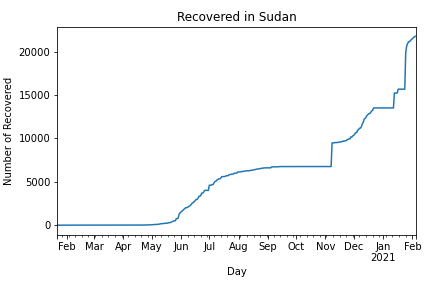 Recovered in Sudan
Number of Recovered
20000
15000
10000
5000
0
Feb Mar Apr May Jun Jul Aug Sep Oct Nov Dec Jan Feb
2021
Day